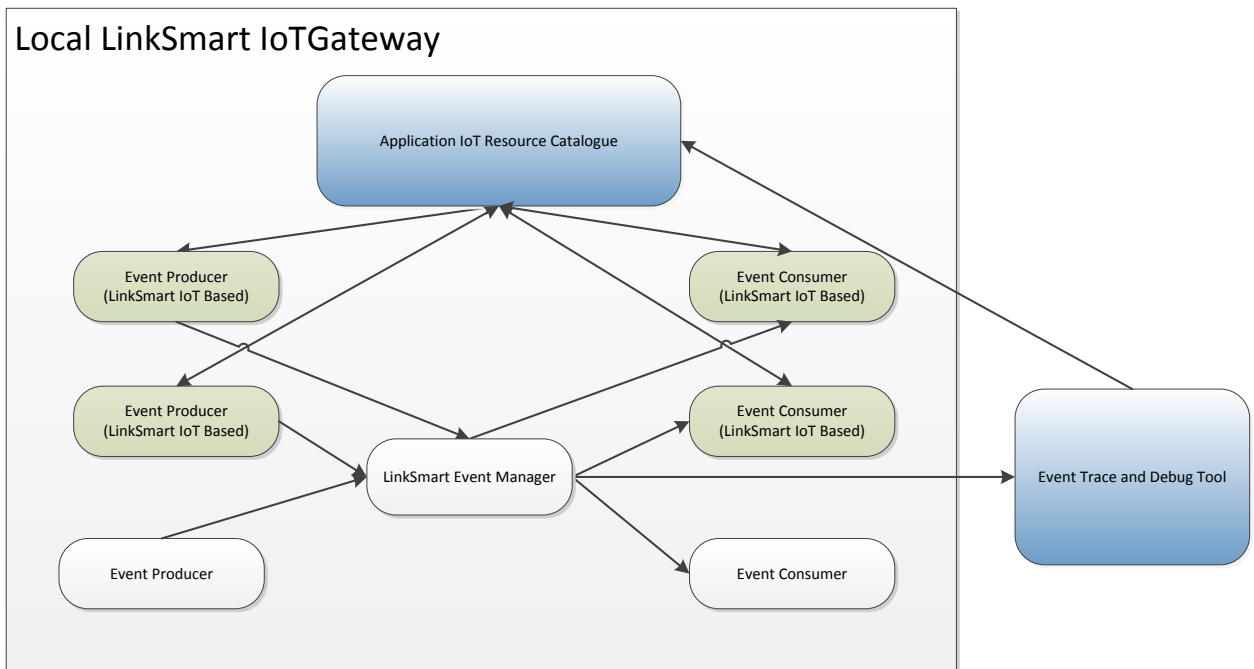 Local LinkSmart IoTGateway
Application IoT Resource Catalogue
Event Producer
(LinkSmart IoT Based)
Event Consumer
(LinkSmart IoT Based)
Event Producer
(LinkSmart IoT Based)
Event Consumer
(LinkSmart IoT Based)
LinkSmart Event Manager
Event Trace and Debug Tool
Event Producer
Event Consumer